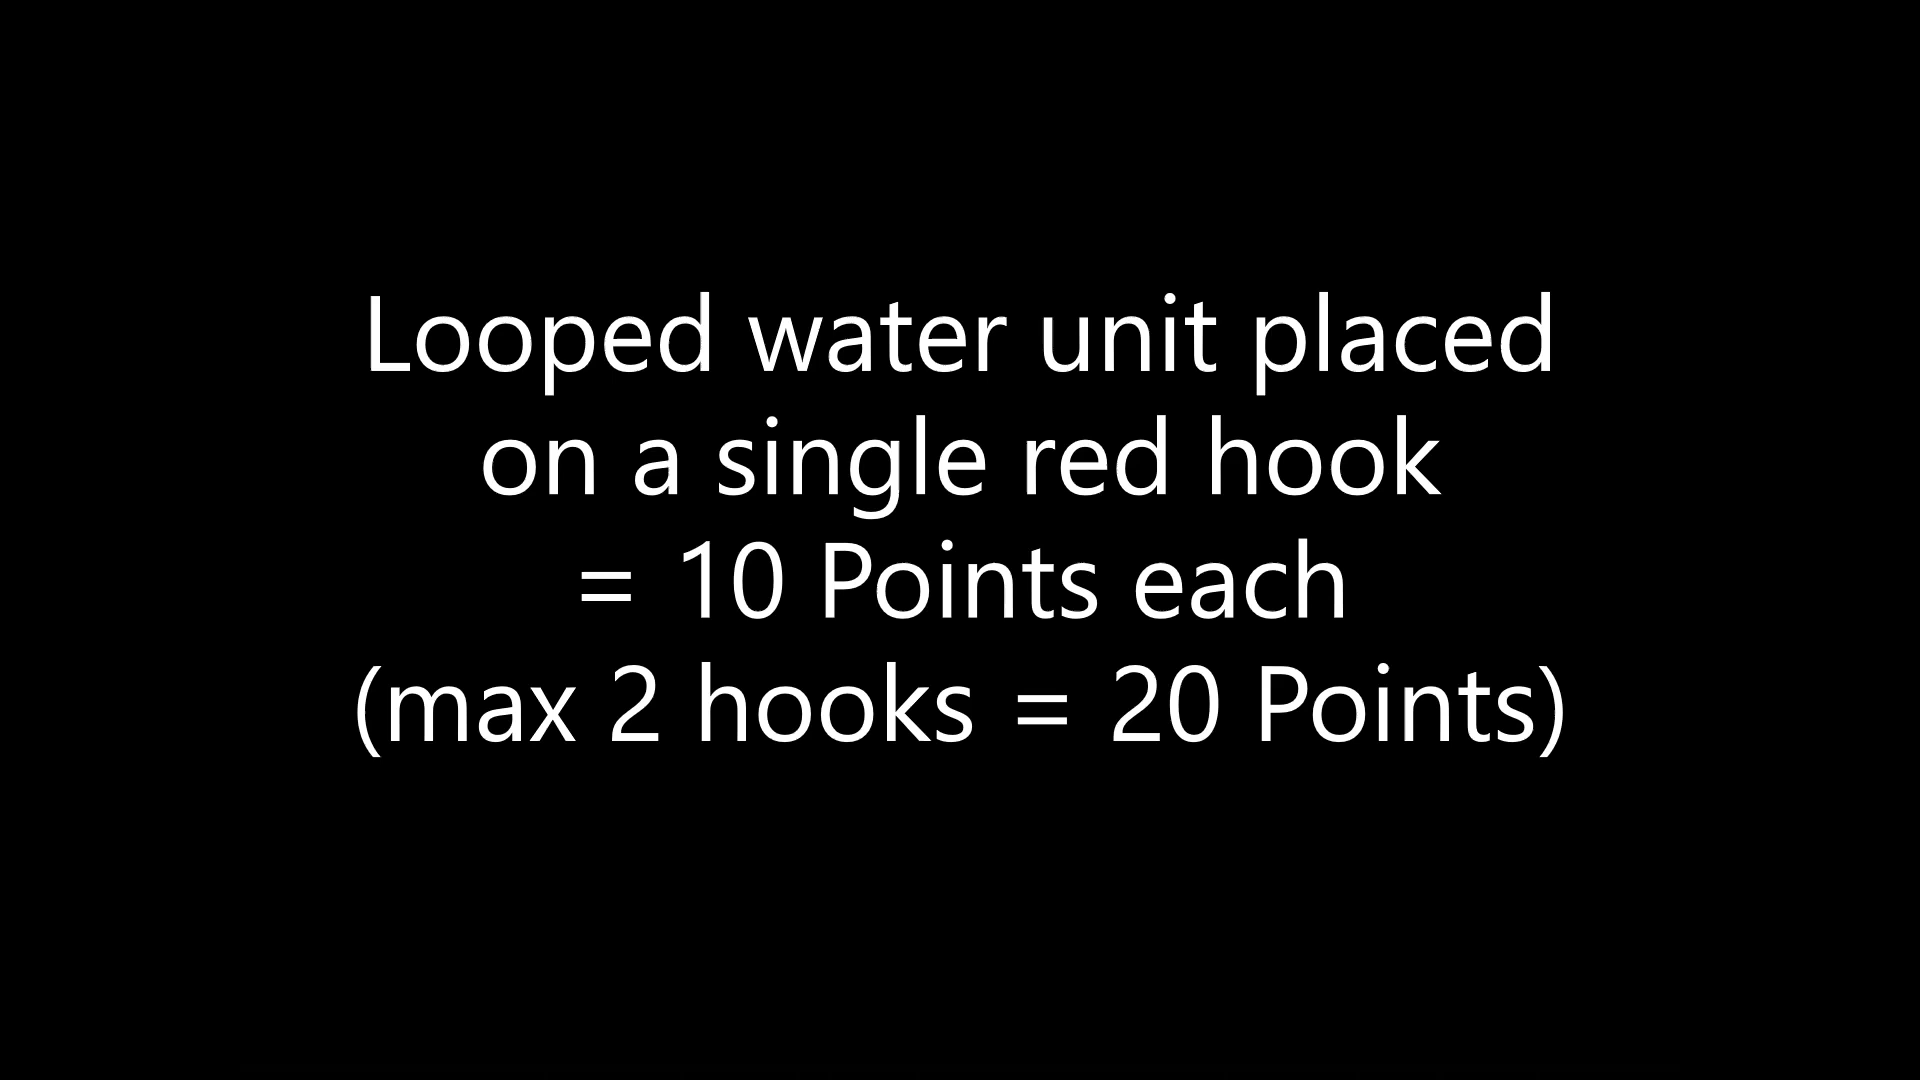 Looped water unit placed
on a single red hook
= 10 Points each
(max 2 hooks = 20 Points)